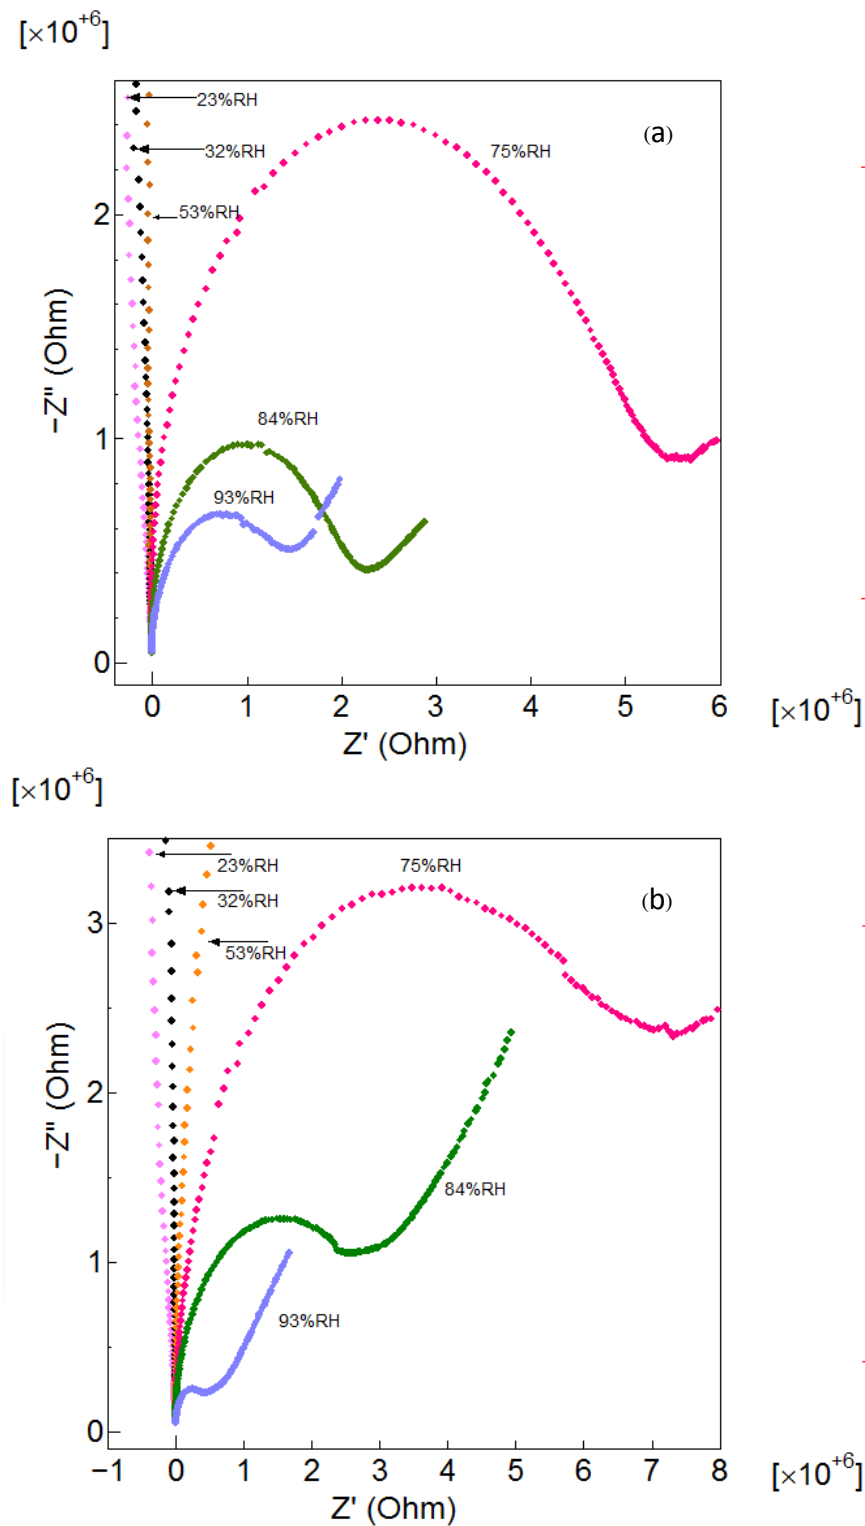 [×10⁺⁶]
23%RH
(a)
32%RH
75%RH
53%RH
2
−Z" (Ohm)
84%RH
1
93%RH
0
0 1 2 3 4 5 6
[×10⁺⁶]
Z' (Ohm)
[×10⁺⁶]
75%RH
23%RH
32%RH
(b)
3
53%RH
2
−Z" (Ohm)
84%RH
1
93%RH
0
−1 0 1 2 3 4 5 6 7 8
[×10⁺⁶]
Z' (Ohm)